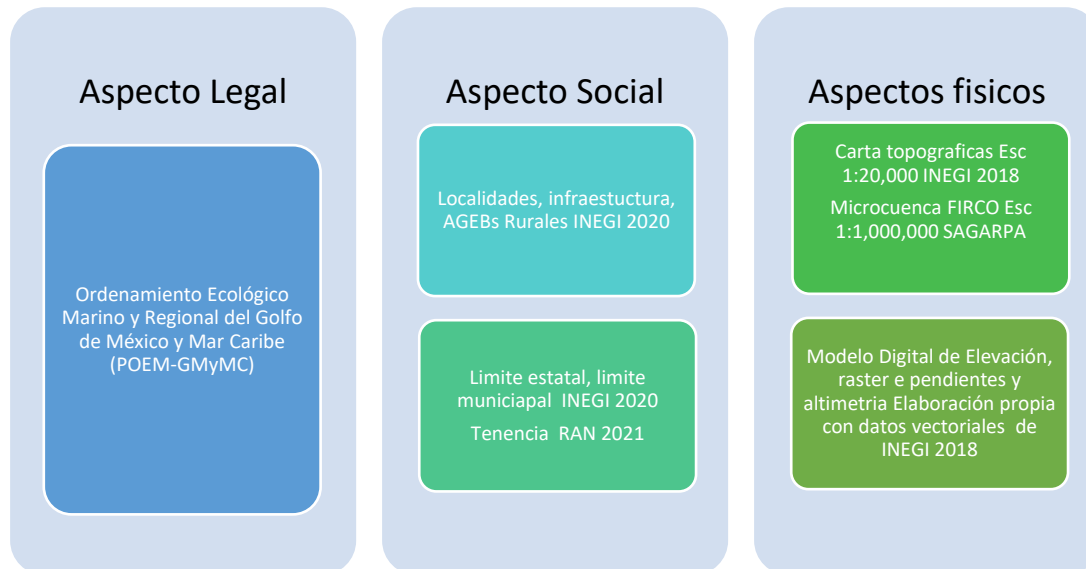 Aspecto Legal
Ordenamiento Ecológico
Marino y Regional del Golfo
de México y Mar Caribe
(POEM-GMyMC)
Aspecto Social
Localidades, infraestuctura,
AGEBs Rurales INEGI 2020
Limite estatal, limite
municiapal INEGI 2020
Tenencia RAN 2021
Aspectos fisicos
Carta topograficas Esc
1:20,000 INEGI 2018
Microcuenca FIRCO Esc
1:1,000,000 SAGARPA
Modelo Digital de Elevación,
raster e pendientes y
altimetria Elaboración propia
con datos vectoriales de
INEGI 2018